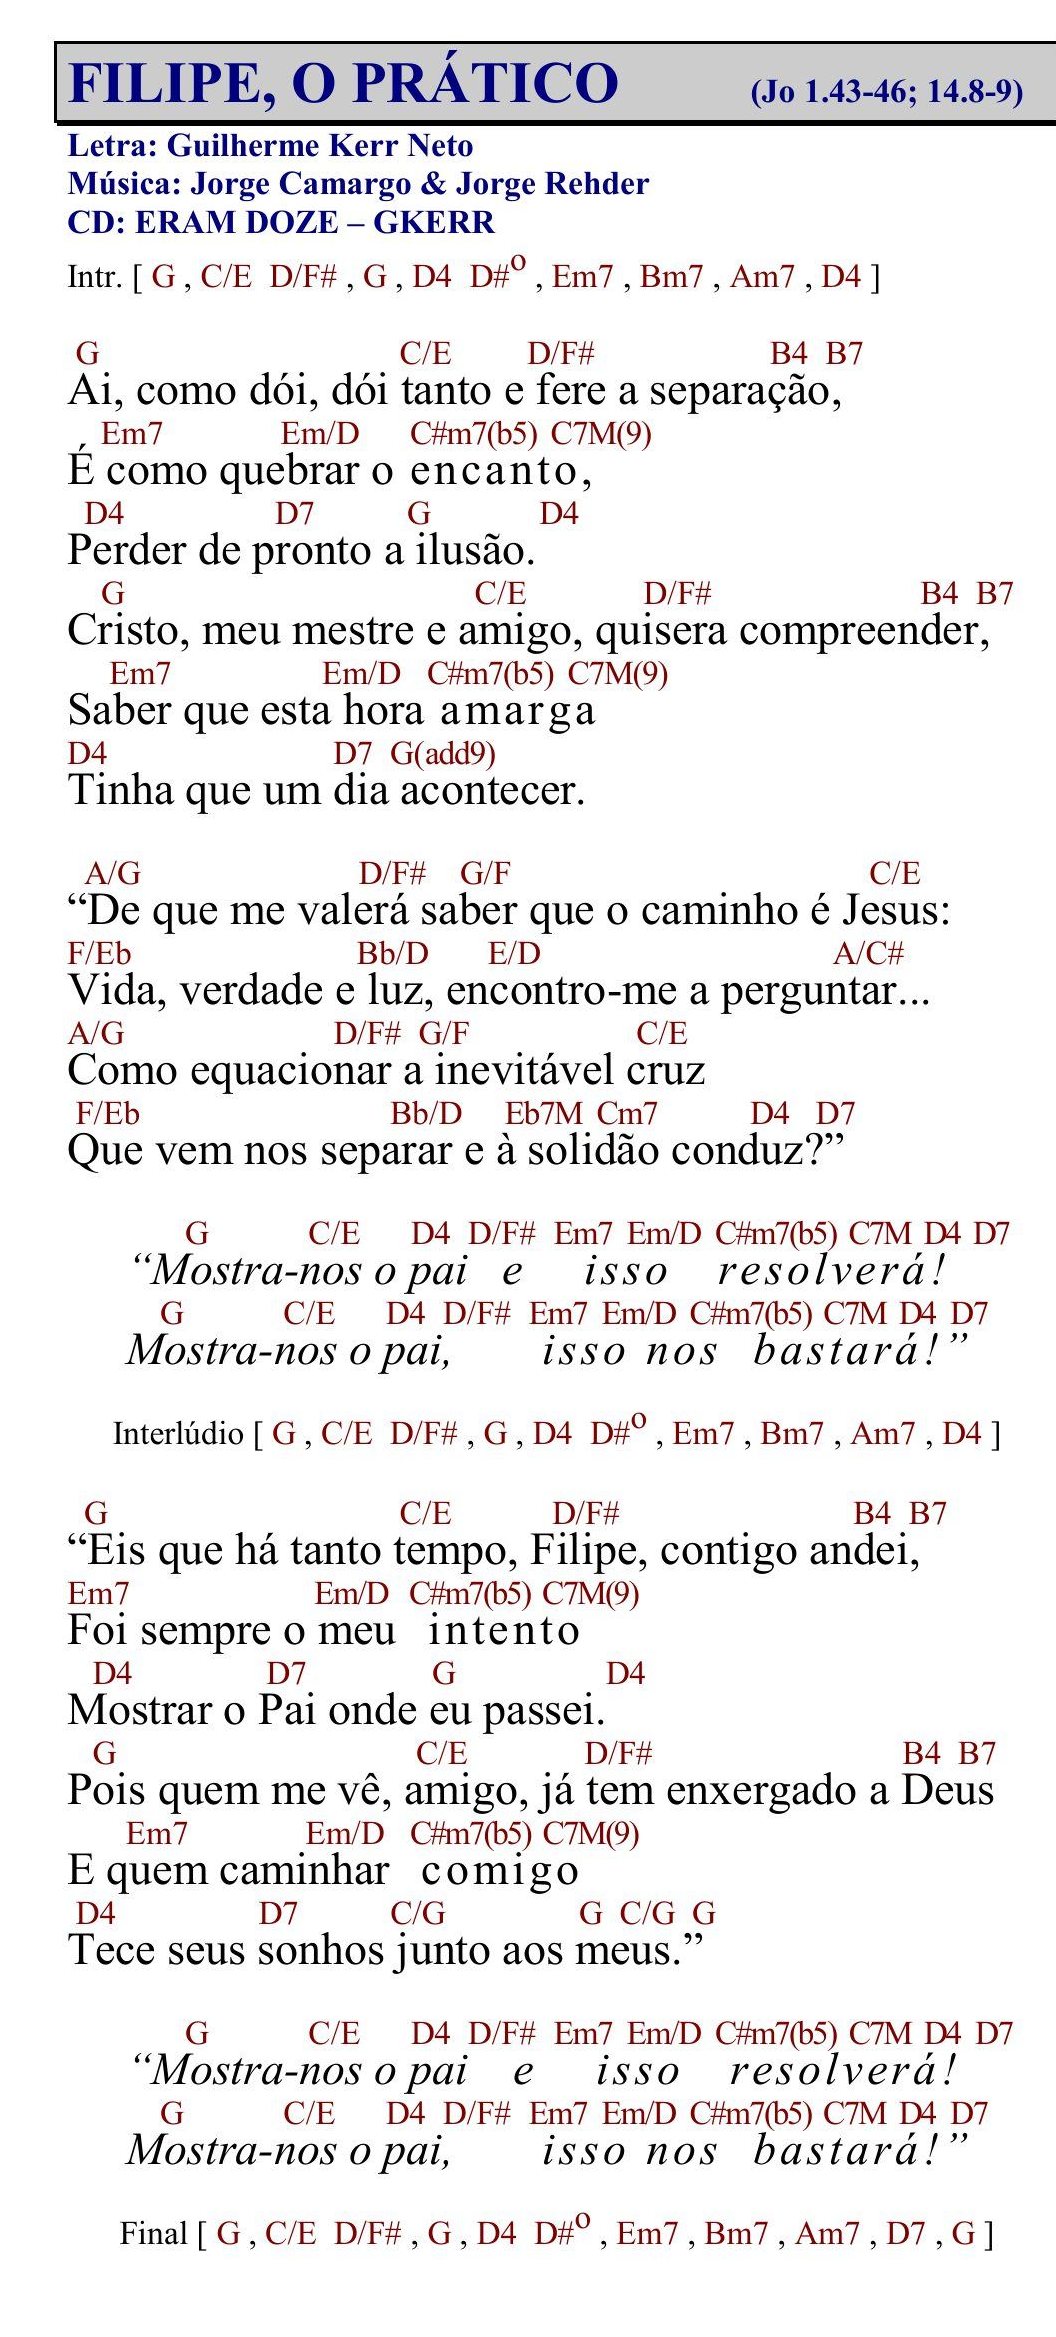 FILIPE, O PRÁTICO (Jo 1.43-46; 14.8-9)
Letra: Guilherme Kerr Neto
Música: Jorge Camargo & Jorge Rehder
CD: ERAM DOZE – GKERR
Intr. [ G , C/E D/F# , G , D4 D#º , Em7 , Bm7 , Am7 , D4 ]
G C/E D/F# B4 B7
Ai, como dói, dói tanto e fere a separação,
Em7 Em/D C#m7(b5) C7M(9)
É como quebrar o encanto,
D4 D7 G D4
Perder de pronto a ilusão.
G C/E D/F# B4 B7
Cristo, meu mestre e amigo, quisera compreender,
Em7 Em/D C#m7(b5) C7M(9)
Saber que esta hora amarga
D4 D7 G(add9)
Tinha que um dia acontecer.
A/G D/F# G/F C/E
“De que me valerá saber que o caminho é Jesus:
F/Eb Bb/D E/D A/C#
Vida, verdade e luz, encontro-me a perguntar...
A/G D/F# G/F C/E
Como equacionar a inevitável cruz
F/Eb Bb/D Eb7M Cm7 D4 D7
Que vem nos separar e à solidão conduz?”
G C/E D4 D/F# Em7 Em/D C#m7(b5) C7M D4 D7
“Mostra-nos o pai e isso resolverá!
G C/E D4 D/F# Em7 Em/D C#m7(b5) C7M D4 D7
Mostra-nos o pai, isso nos bastará!”
Interlúdio [ G , C/E D/F# , G , D4 D#º , Em7 , Bm7 , Am7 , D4 ]
G C/E D/F# B4 B7
“Eis que há tanto tempo, Filipe, contigo andei,
Em7 Em/D C#m7(b5) C7M(9)
Foi sempre o meu intento
D4 D7 G D4
Mostrar o Pai onde eu passei.
G C/E D/F# B4 B7
Pois quem me vê, amigo, já tem enxergado a Deus
Em7 Em/D C#m7(b5) C7M(9)
E quem caminhar comigo
D4 D7 C/G G C/G G
Tece seus sonhos junto aos meus.”
G C/E D4 D/F# Em7 Em/D C#m7(b5) C7M D4 D7
“Mostra-nos o pai e isso resolverá!
G C/E D4 D/F# Em7 Em/D C#m7(b5) C7M D4 D7
Mostra-nos o pai, isso nos bastará!”
Final [ G , C/E D/F# , G , D4 D#º , Em7 , Bm7 , Am7 , D7 , G ]